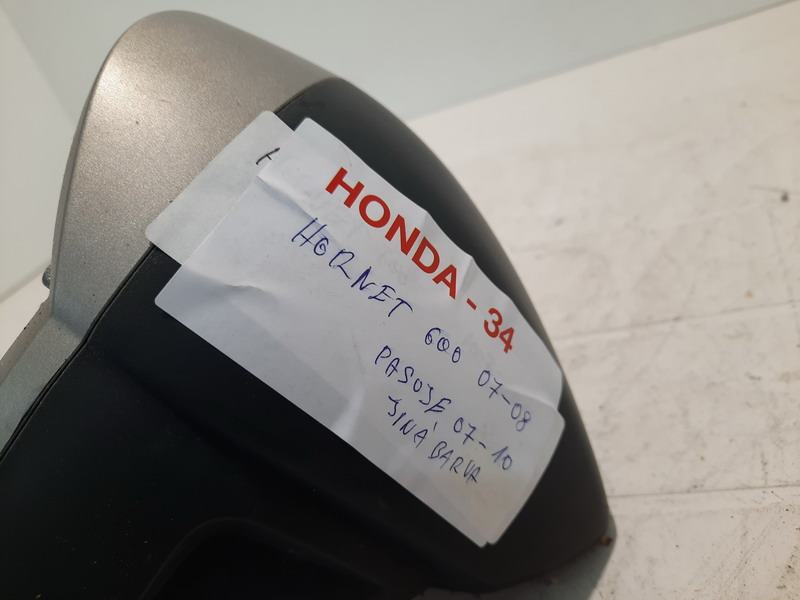 HONDA - 34
HORNET 600 07-08
PASUJE 07-10
JINÁ BARVA